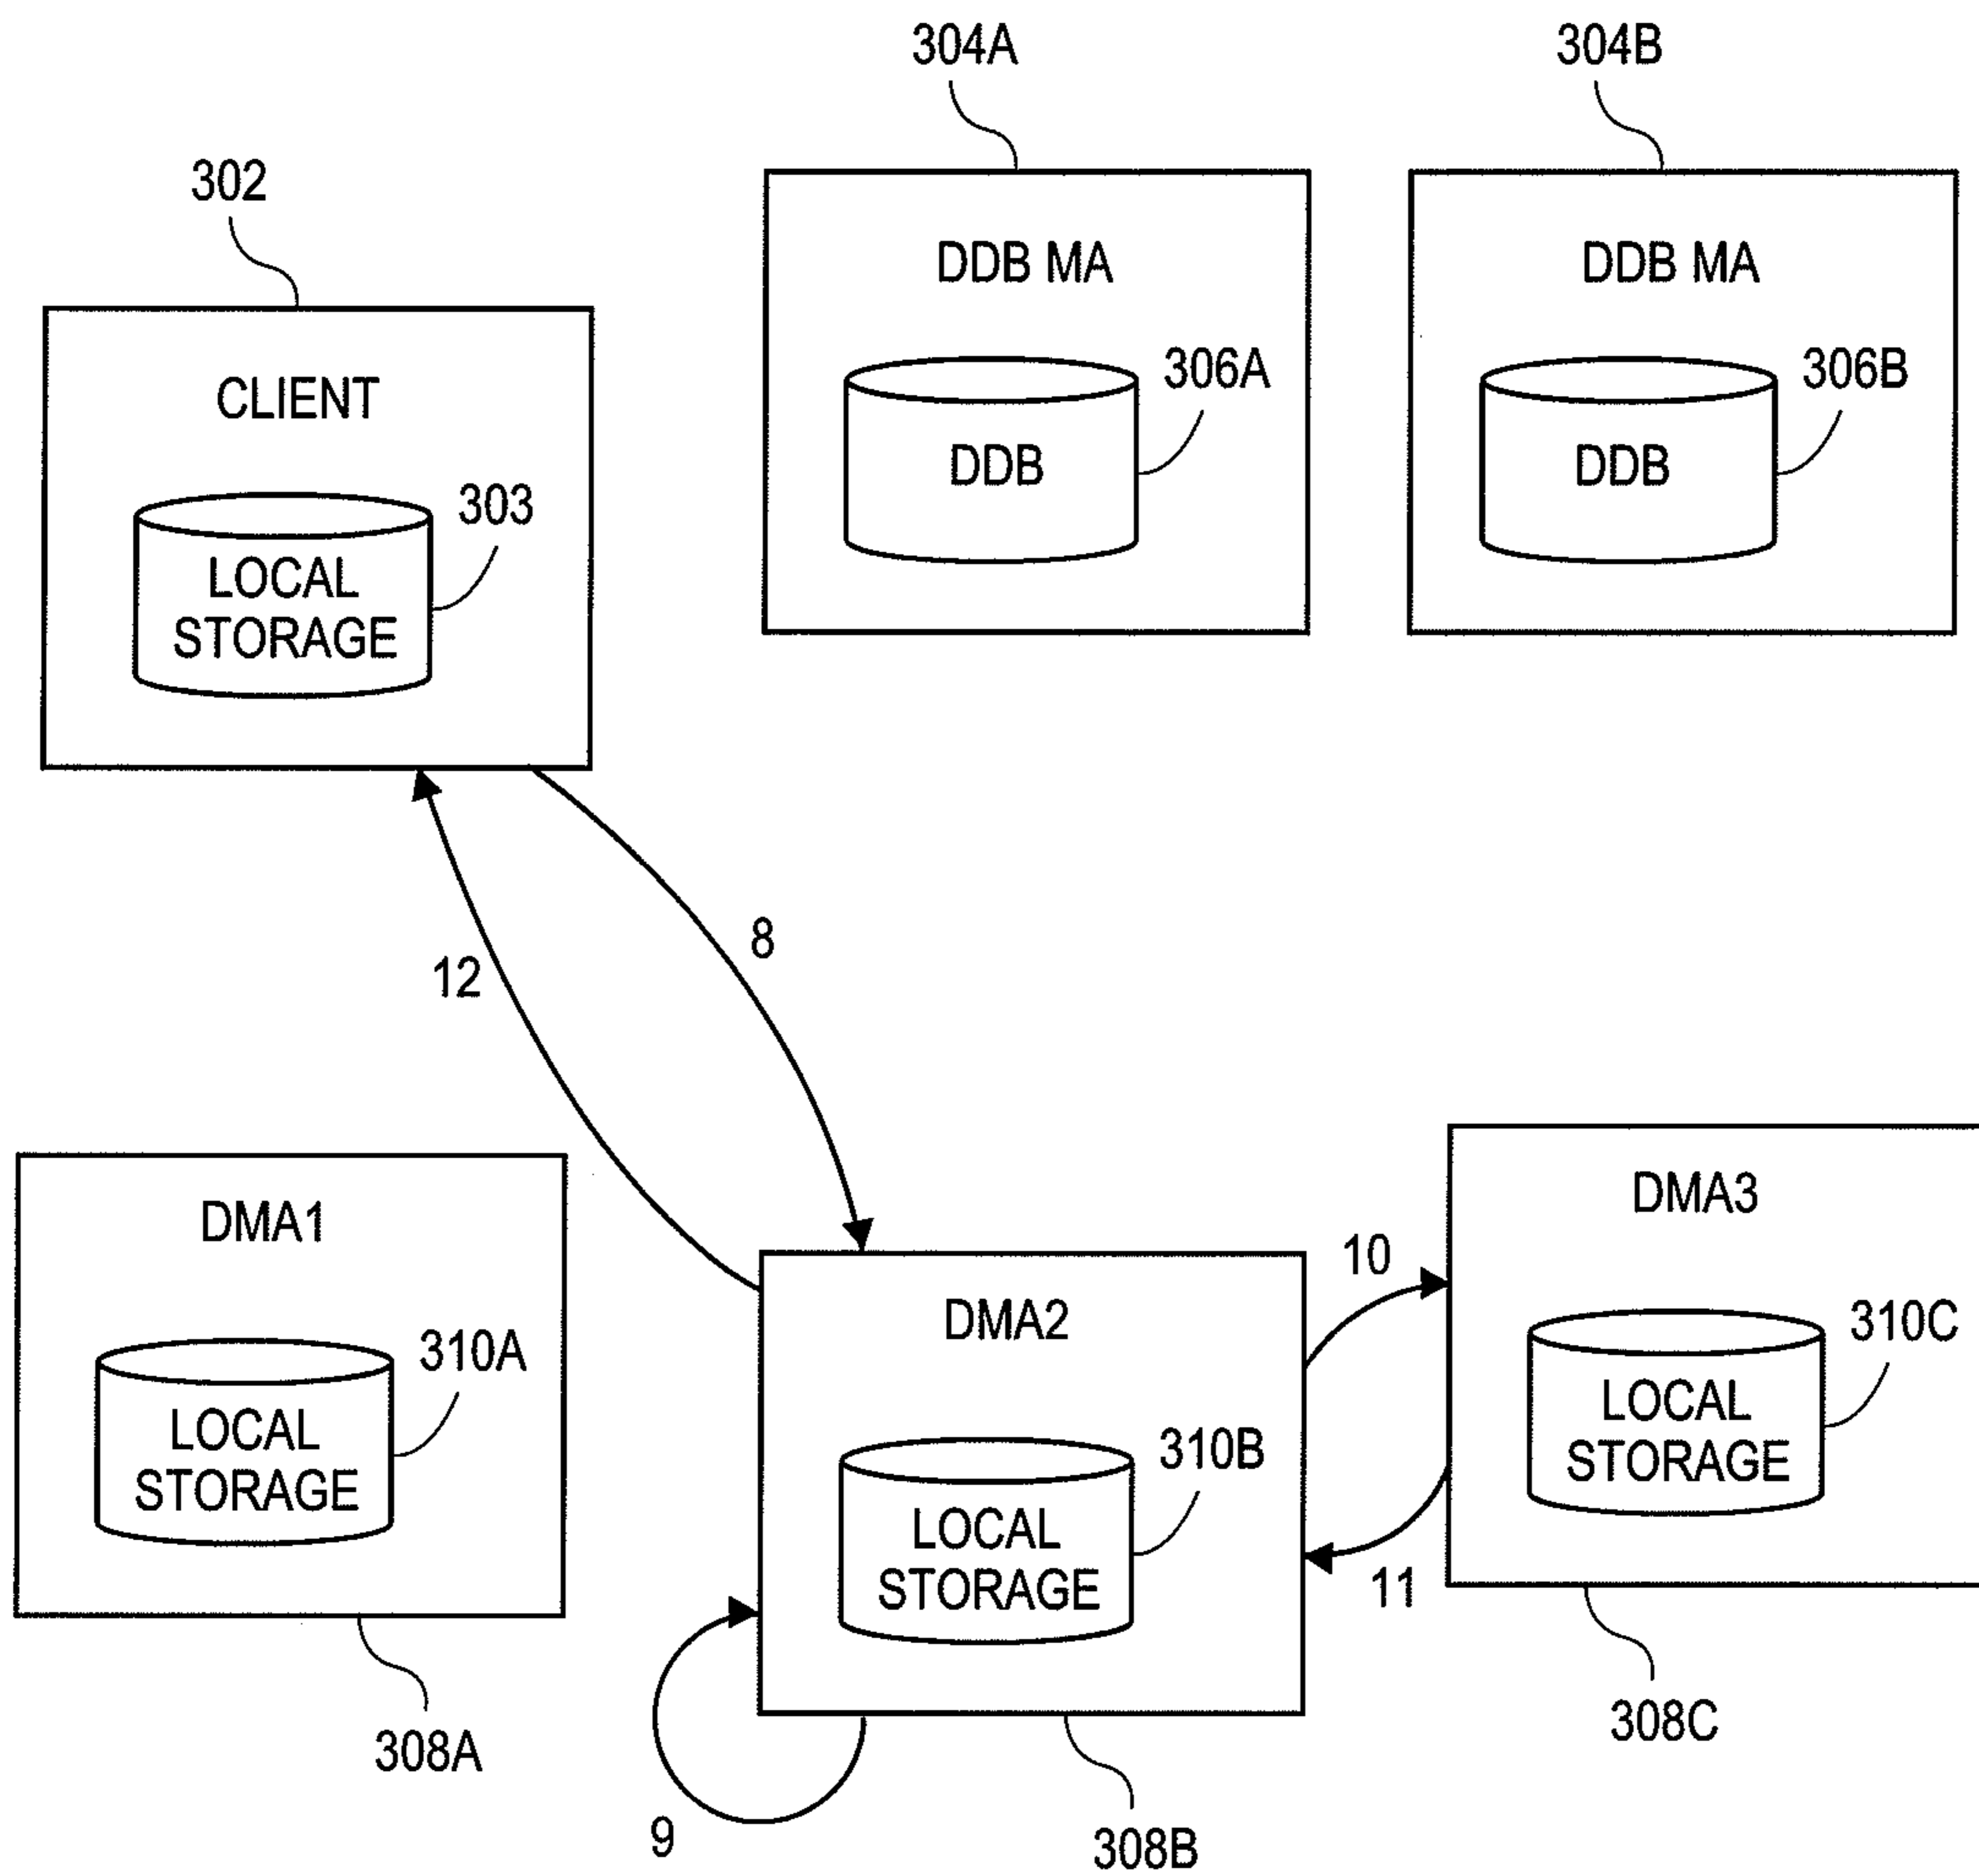 304A
304B
302
DDB MA
DDB MA
306A
306B
CLIENT
DDB
DDB
303
LOCAL
STORAGE
8
12
DMA1
DMA3
10
DMA2
310A
310C
LOCAL
STORAGE
LOCAL
STORAGE
310B
LOCAL
STORAGE
11
308A
308C
9
308B